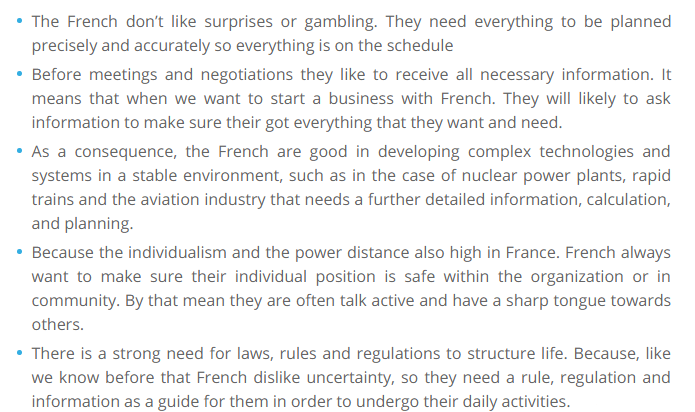 • The French don't like surprises or gambling. They need everything to be planned
precisely and accurately so everything is on the schedule
• Before meetings and negotiations they like to receive all necessary information. It
means that when we want to start a business with French. They will likely to ask
information to make sure their got everything that they want and need.
• As a consequence, the French are good in developing complex technologies and
systems in a stable environment, such as in the case of nuclear power plants, rapid
trains and the aviation industry that needs a further detailed information, calculation,
and planning.
• Because the individualism and the power distance also high in France. French always
want to make sure their individual position is safe within the organization or in
community. By that mean they are often talk active and have a sharp tongue towards
others.
• There is a strong need for laws, rules and regulations to structure life. Because, like
we know before that French dislike uncertainty, so they need a rule, regulation and
information as a guide for them in order to undergo their daily activities.